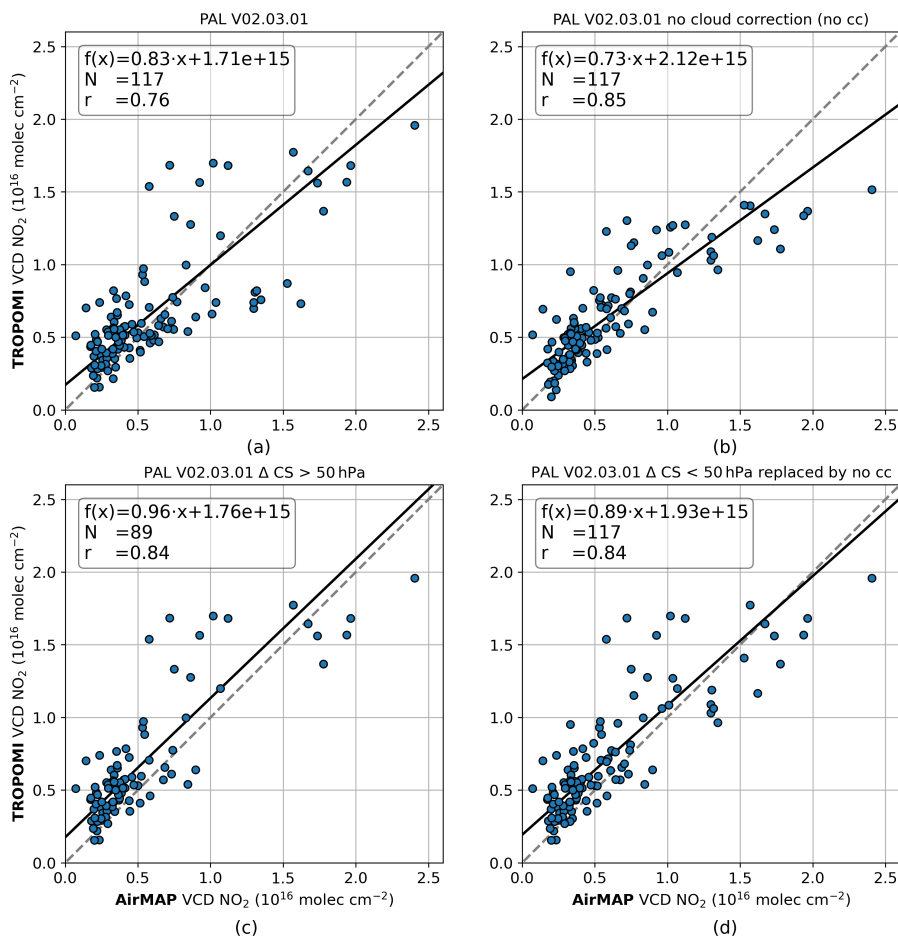 PAL V02.03.01
PAL V02.03.01 no cloud correction (no cc)
f(x)=0.83·x+1.71e+15
N =117
r =0.76
f(x)=0.73·x+2.12e+15
N =117
r =0.85
TROPOMI VCD NO₂ (10¹⁶ molec cm⁻²)
2.5
2.0
1.5
1.0
0.5
0.0
2.5
2.0
1.5
1.0
0.5
0.0
0.0 0.5 1.0 1.5 2.0 2.5
0.0 0.5 1.0 1.5 2.0 2.5
(a)
(b)
PAL V02.03.01 Δ CS > 50 hPa
PAL V02.03.01 Δ CS < 50 hPa replaced by no cc
f(x)=0.96·x+1.76e+15
N =89
r =0.84
f(x)=0.89·x+1.93e+15
N =117
r =0.84
TROPOMI VCD NO₂ (10¹⁶ molec cm⁻²)
2.5
2.0
1.5
1.0
0.5
0.0
2.5
2.0
1.5
1.0
0.5
0.0
0.0 0.5 1.0 1.5 2.0 2.5
0.0 0.5 1.0 1.5 2.0 2.5
AirMAP VCD NO₂ (10¹⁶ molec cm⁻²)
AirMAP VCD NO₂ (10¹⁶ molec cm⁻²)
(c)
(d)